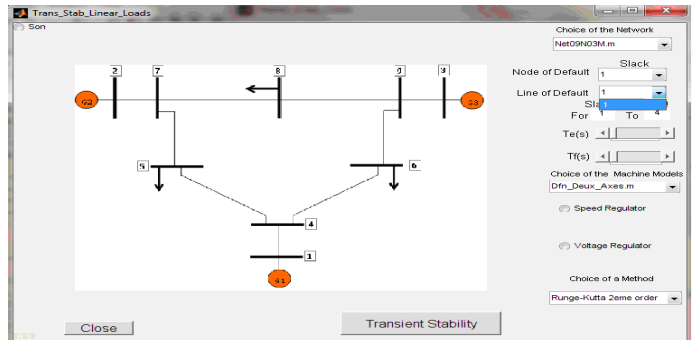 Trans_Stab_Linear_Loads
Son
Choice of the Network
Net09N03M.m
Slack
Node of Default 1
Line of Default 1
1
For 1 To 4
Te(s)
Tf(s)
Choice of the Machine Models
Dfn_Deux_Axes.m
Speed Regulator
Voltage Regulator
Choice of a Method
Runge-Kutta 2eme order
2 7 8 9 3
G2 G3
5 6
4
1
G1
Close
Transient Stability